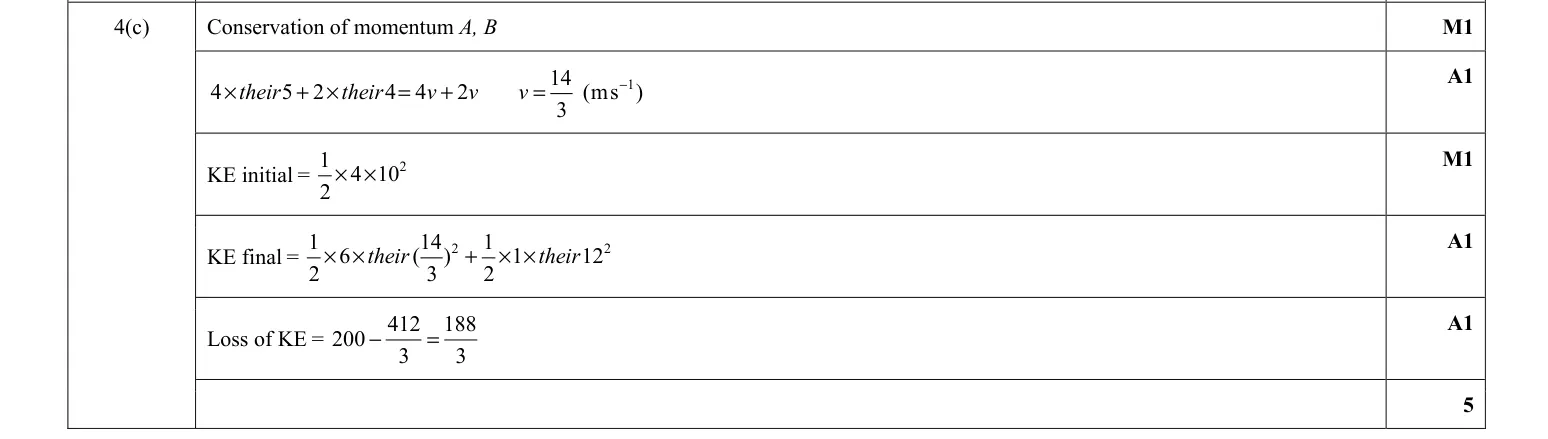 4(c) Conservation of momentum A, B M1
4×their5+2×their4=4v+2v v=14/3 (ms⁻¹) A1
KE initial = 1/2×4×10² M1
KE final = 1/2×6×their(14/3)²+1/2×1×their12² A1
Loss of KE = 200−412/3=188/3 A1
5